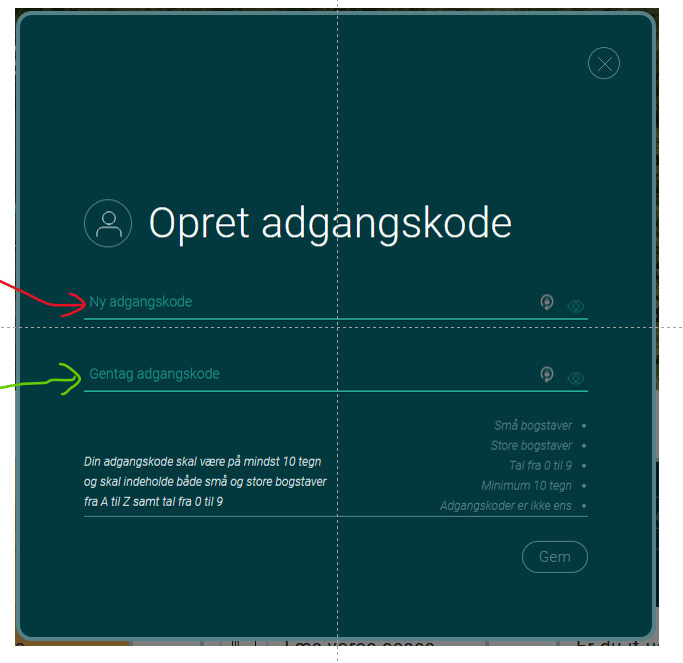 Opret adgangskode
Ny adgangskode
Gentag adgangskode
Små bogstaver
Store bogstaver
Tal fra 0 til 9
Minimum 10 tegn
Adgangskoder er ikke ens
Din adgangskode skal være på mindst 10 tegn
og skal indeholde både små og store bogstaver
fra A til Z samt tal fra 0 til 9
Gem